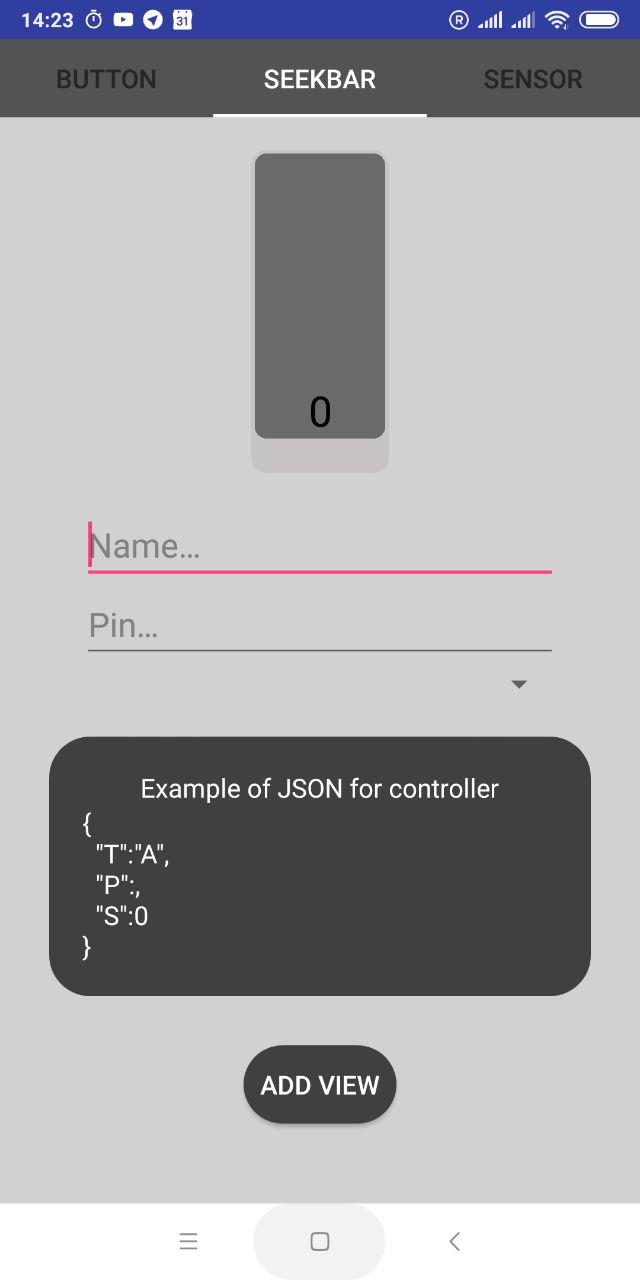 14:23
31
R
BUTTON
SEEKBAR
SENSOR
0
Name...
Pin...
Example of JSON for controller
{
"T":"A",
"P":,
"S":0
}
ADD VIEW